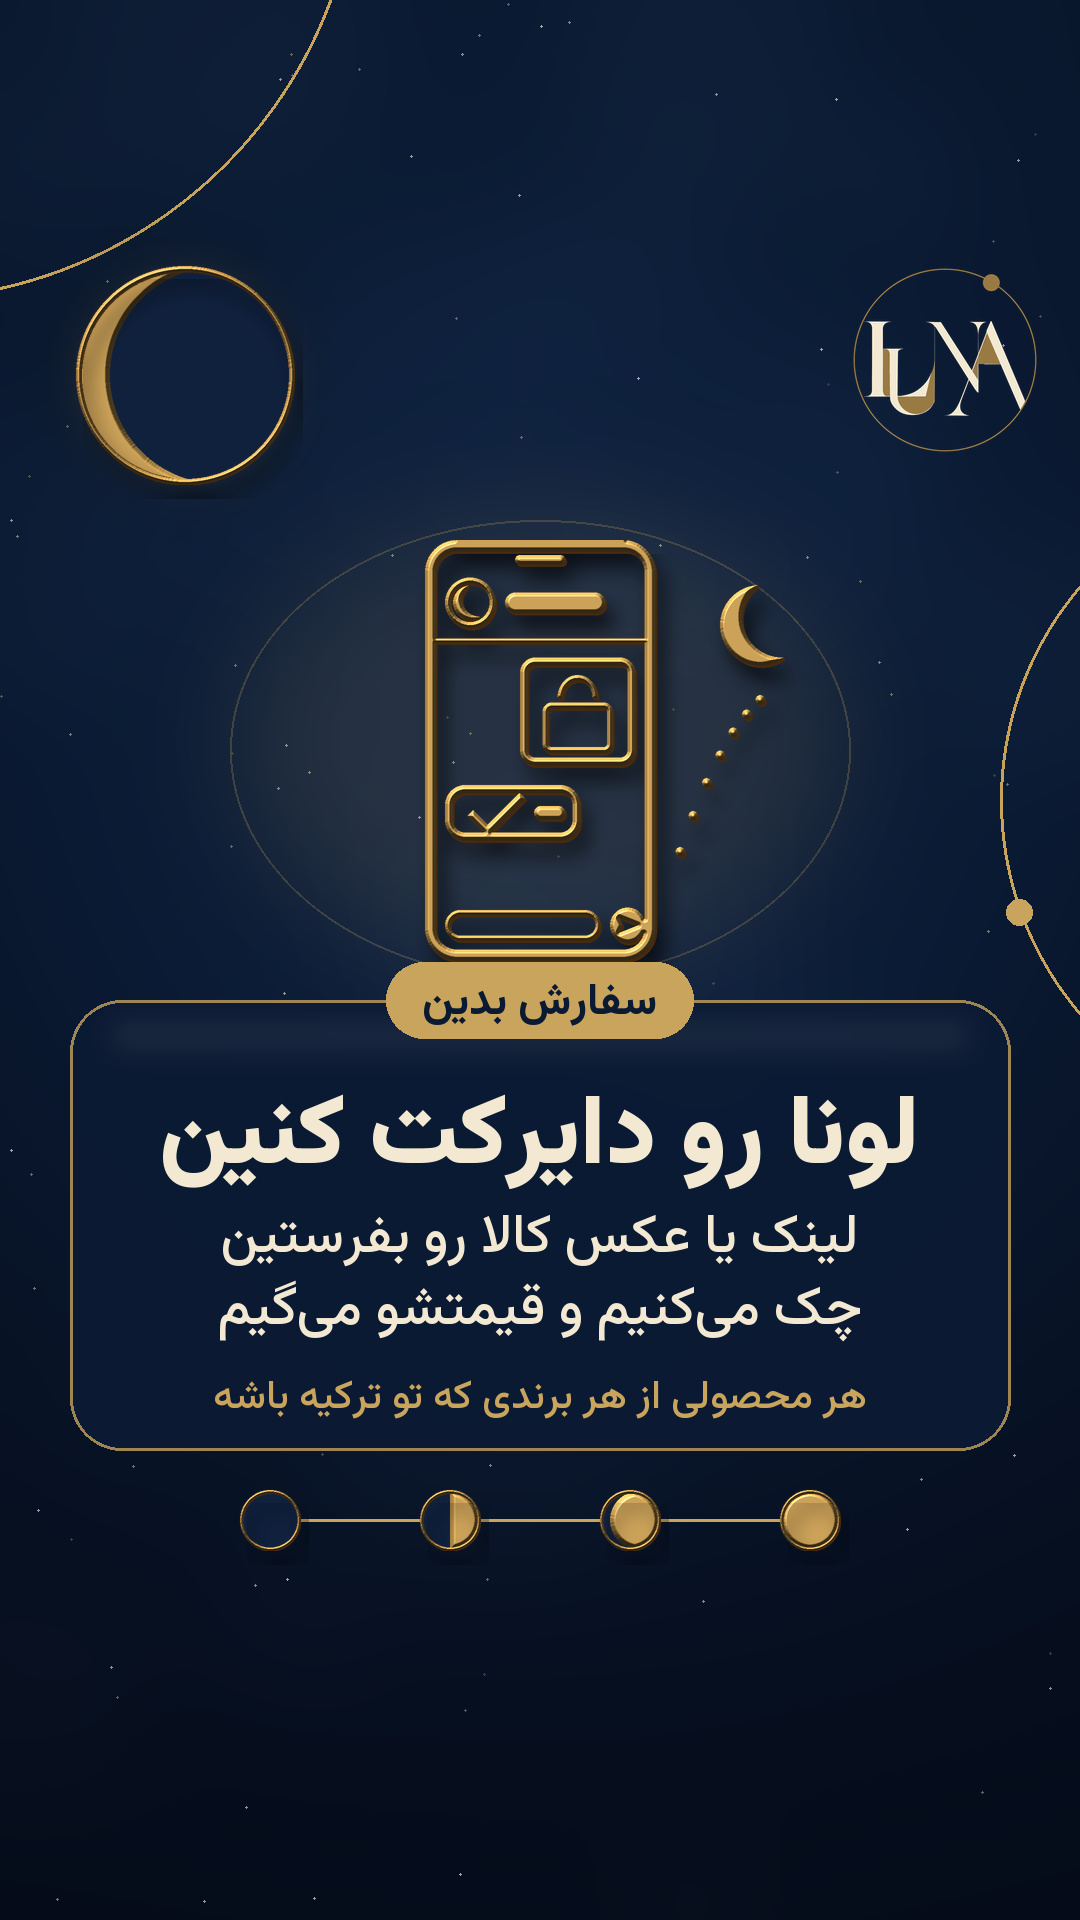 LUNA
سفارش بدین
لونا رو دایرکت کنین
لینک یا عکس کالا رو بفرستین
چک می‌کنیم و قیمتشو می‌گیم
هر محصولی از هر برندی که تو ترکیه باشه